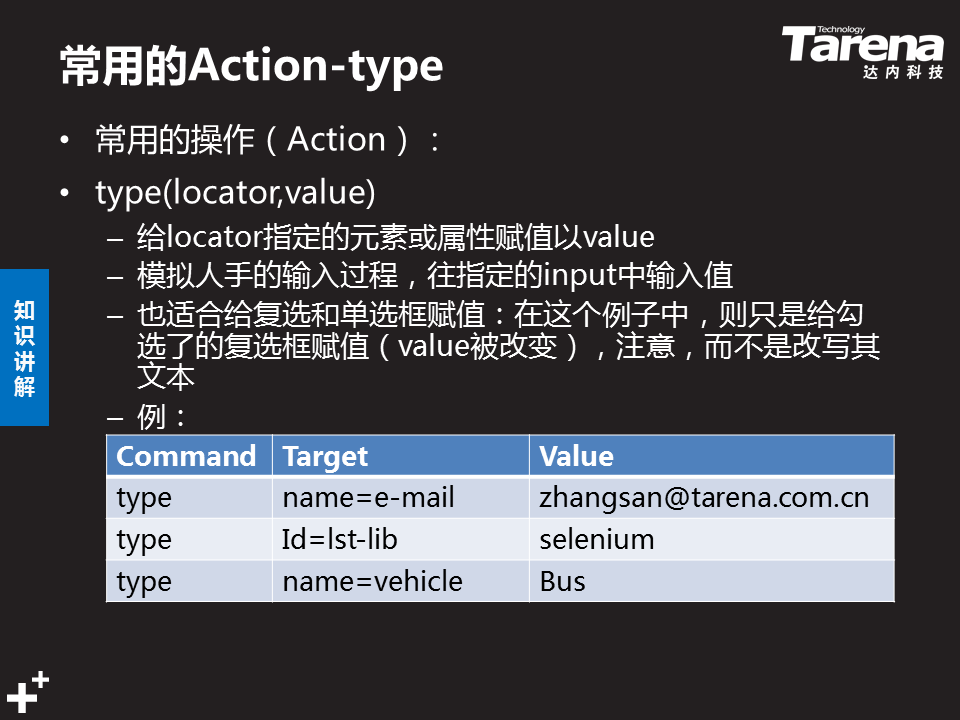 常用的Action-type
Technology
Tarena
达内科技
• 常用的操作（Action）：
• type(locator,value)
– 给locator指定的元素或属性赋值以value
– 模拟人手的输入过程，往指定的input中输入值
– 也适合给复选和单选框赋值：在这个例子中，则只是给勾
选了的复选框赋值（value被改变），注意，而不是改写其
文本
– 例：
知识讲解
Command Target Value
type name=e-mail zhangsan@tarena.com.cn
type Id=lst-lib selenium
type name=vehicle Bus